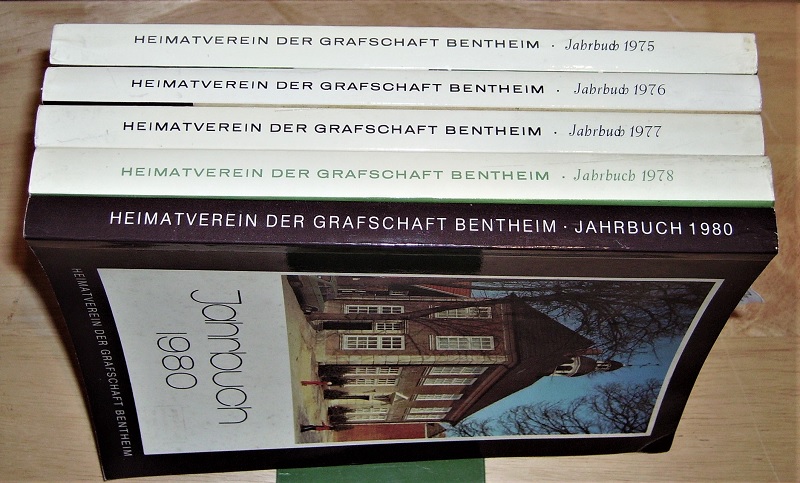 HEIMATVEREIN DER GRAFSCHAFT BENTHEIM · Jahrbuch 1975
HEIMATVEREIN DER GRAFSCHAFT BENTHEIM · Jahrbuch 1976
HEIMATVEREIN DER GRAFSCHAFT BENTHEIM · Jahrbuch 1977
HEIMATVEREIN DER GRAFSCHAFT BENTHEIM · Jahrbuch 1978
HEIMATVEREIN DER GRAFSCHAFT BENTHEIM · JAHRBUCH 1980
HEIMATVEREIN DER GRAFSCHAFT BENTHEIM
Jahrbuch
1980